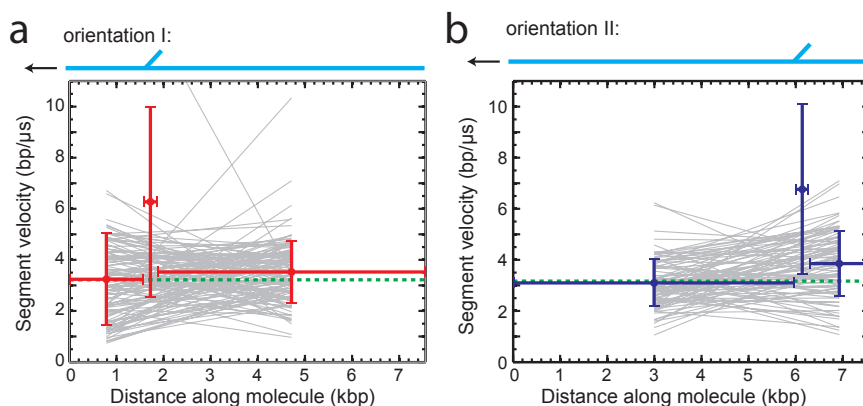 a
orientation I:
Segment velocity (bp/µs)
10
8
6
4
2
0
0 1 2 3 4 5 6 7
Distance along molecule (kbp)
b
orientation II:
Segment velocity (bp/µs)
10
8
6
4
2
0
0 1 2 3 4 5 6 7
Distance along molecule (kbp)